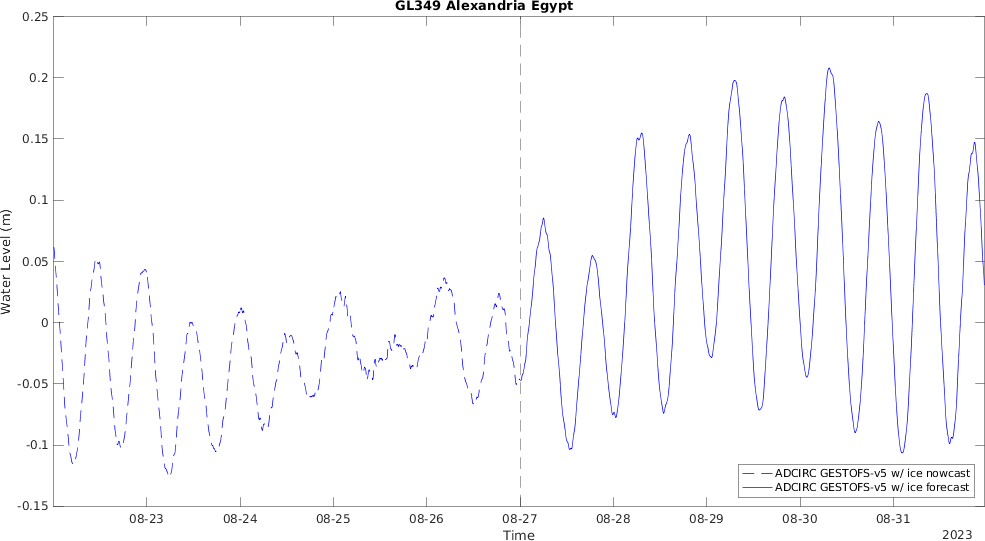 GL349 Alexandria Egypt
0.25
0.2
0.15
0.1
0.05
0
-0.05
-0.1
-0.15
Water Level (m)
08-23 08-24 08-25 08-26 08-27 08-28 08-29 08-30 08-31
Time
2023
ADCIRC GESTOFS-v5 w/ ice nowcast
ADCIRC GESTOFS-v5 w/ ice forecast